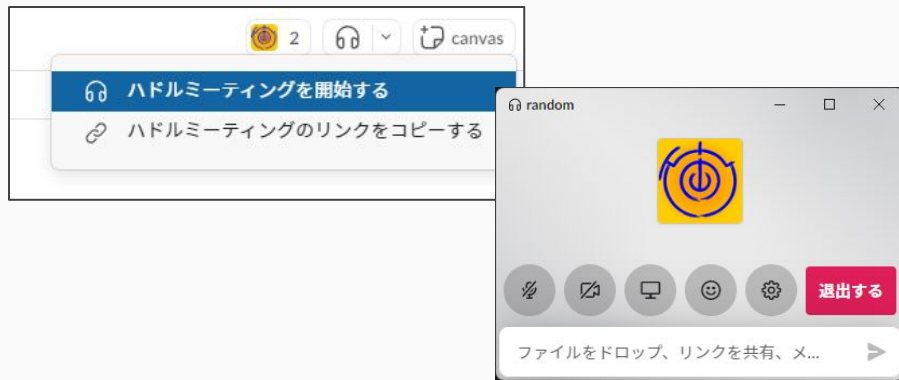 2
canvas
ハドルミーティングを開始する
ハドルミーティングのリンクをコピーする
random
退出する
ファイルをドロップ、リンクを共有、メ...